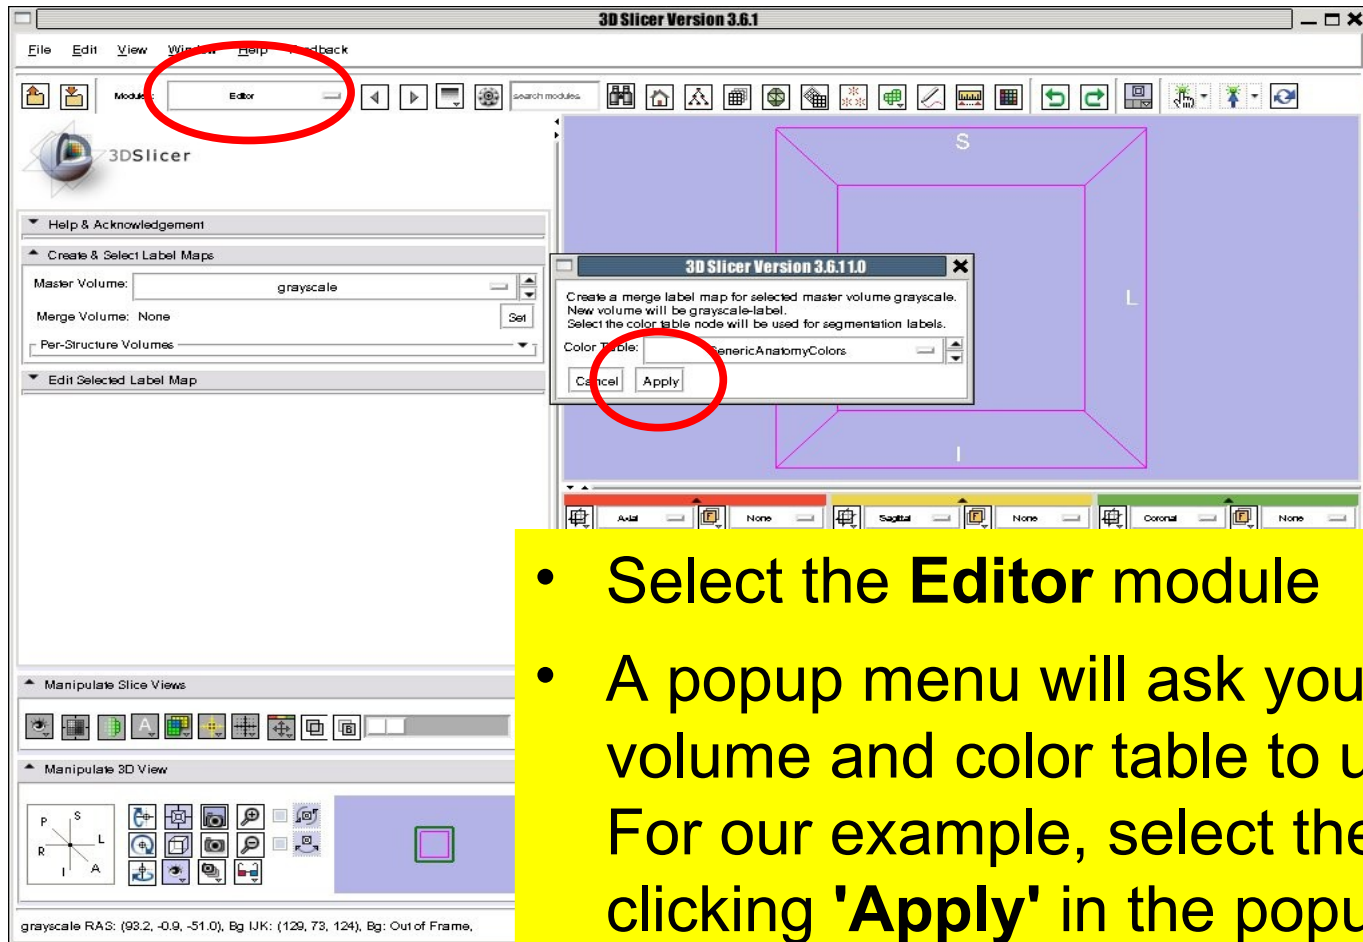 3D Slicer Version 3.6.1
File Edit View Window Help Feedback
Modules: Editor search modules
3DSlicer
Help & Acknowledgement
Create & Select Label Maps
Master Volume: grayscale
Merge Volume: None Set
Per-Structure Volumes
Edit Selected Label Map
S
L
I
3D Slicer Version 3.6.1 1.0
Create a merge label map for selected master volume grayscale.
New volume will be grayscale-label.
Select the color table node will be used for segmentation labels.
Color Table: GenericAnatomyColors
Cancel Apply
Axial F None Sagittal F None Coronal F None
• Select the Editor module
• A popup menu will ask you
volume and color table to u
For our example, select the
clicking 'Apply' in the popu
Manipulate Slice Views
A B
Manipulate 3D View
P S
R L
I A
grayscale RAS: (93.2, -0.9, -51.0), Bg IJK: (129, 73, 124), Bg: Out of Frame,